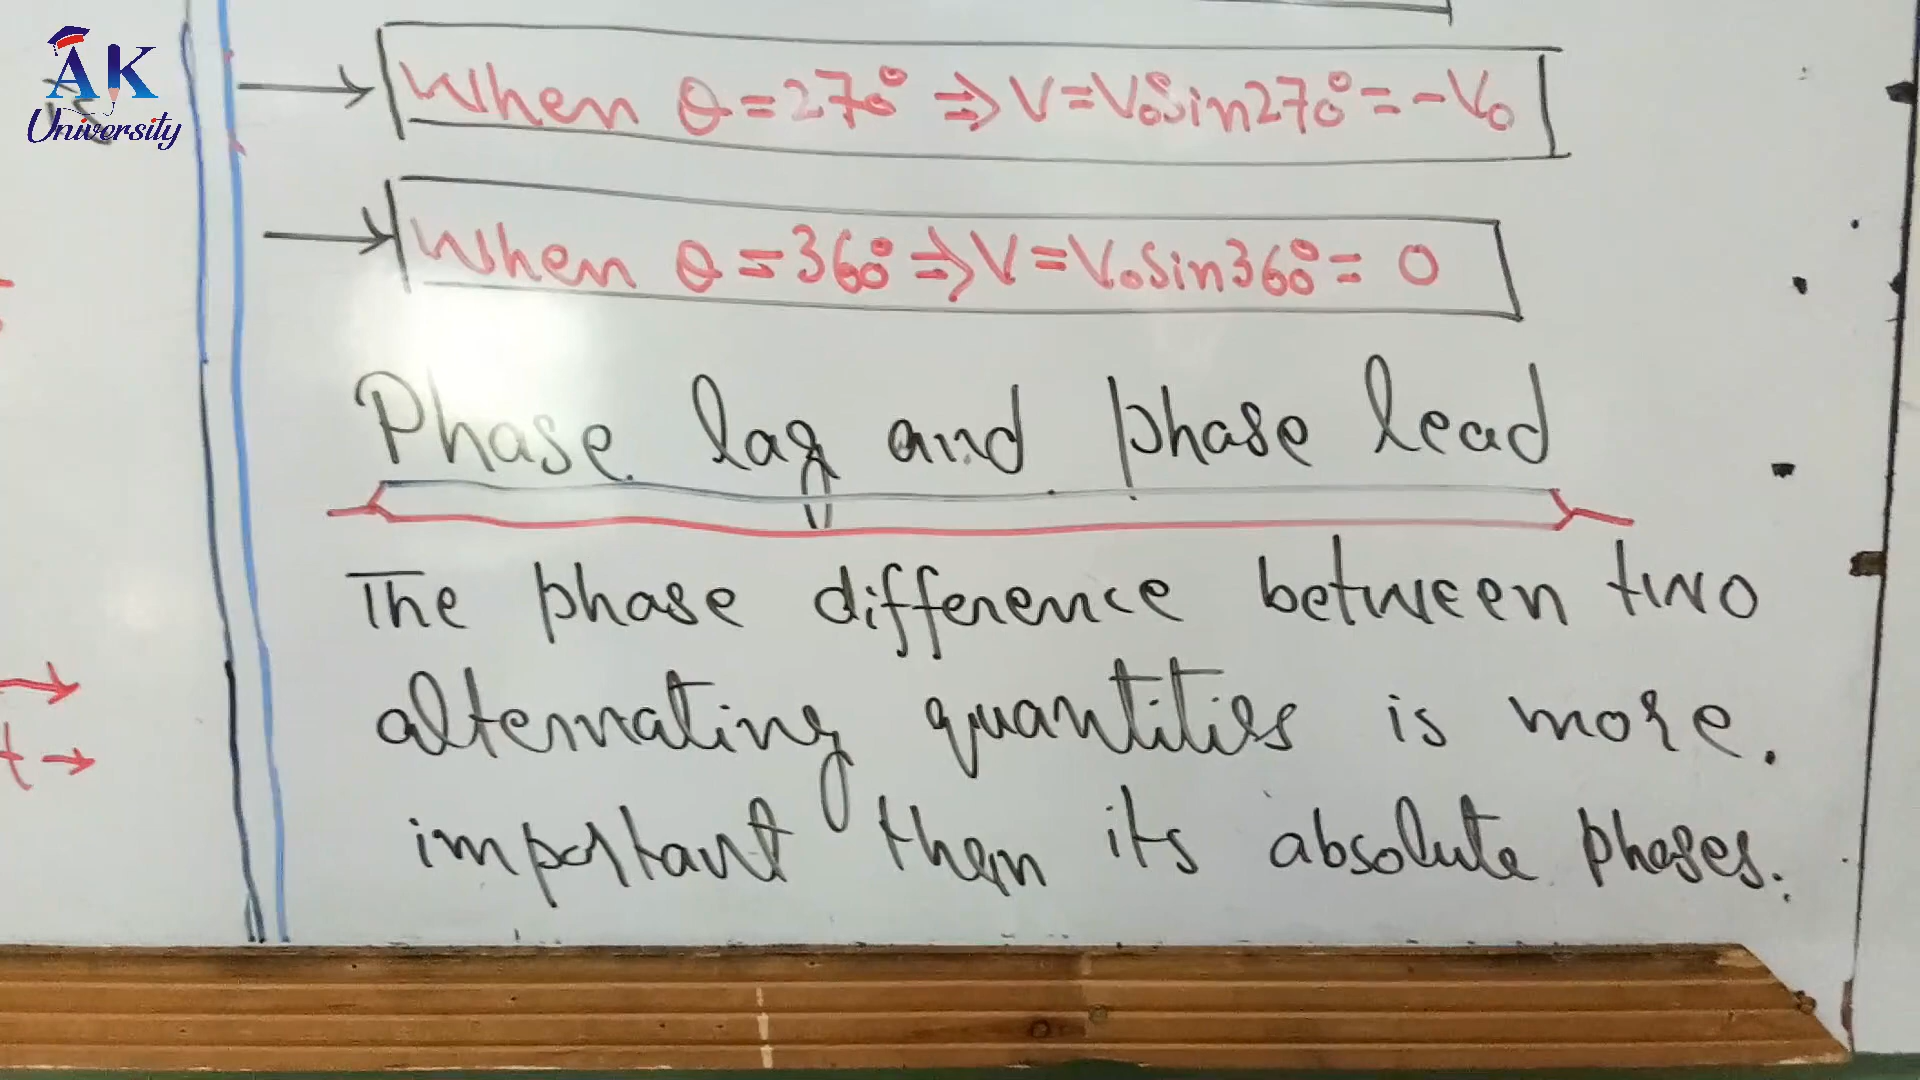 AK
University
When θ = 270° ⇒ V = V₀Sin270° = -V₀
When θ = 360° ⇒ V = V₀Sin360° = 0
Phase lag and phase lead
The phase difference between two
alternating quantities is more.
important then its absolute phases.
t →